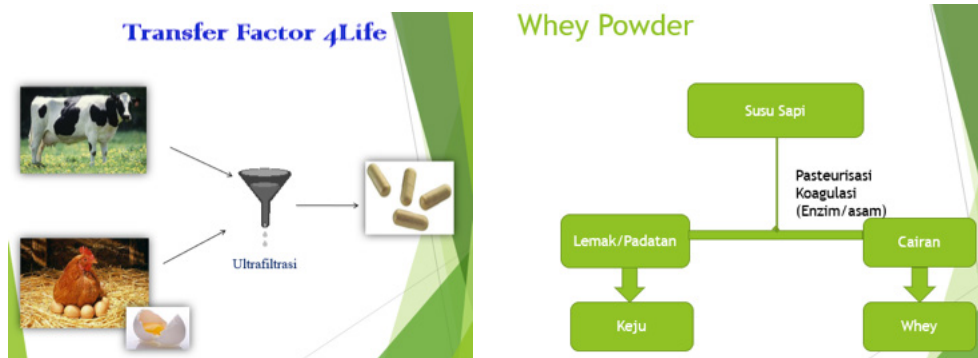 Transfer Factor 4Life
Ultrafiltrasi
Whey Powder
Susu Sapi
Pasteurisasi
Koagulasi
(Enzim/asam)
Lemak/Padatan
Cairan
Keju
Whey